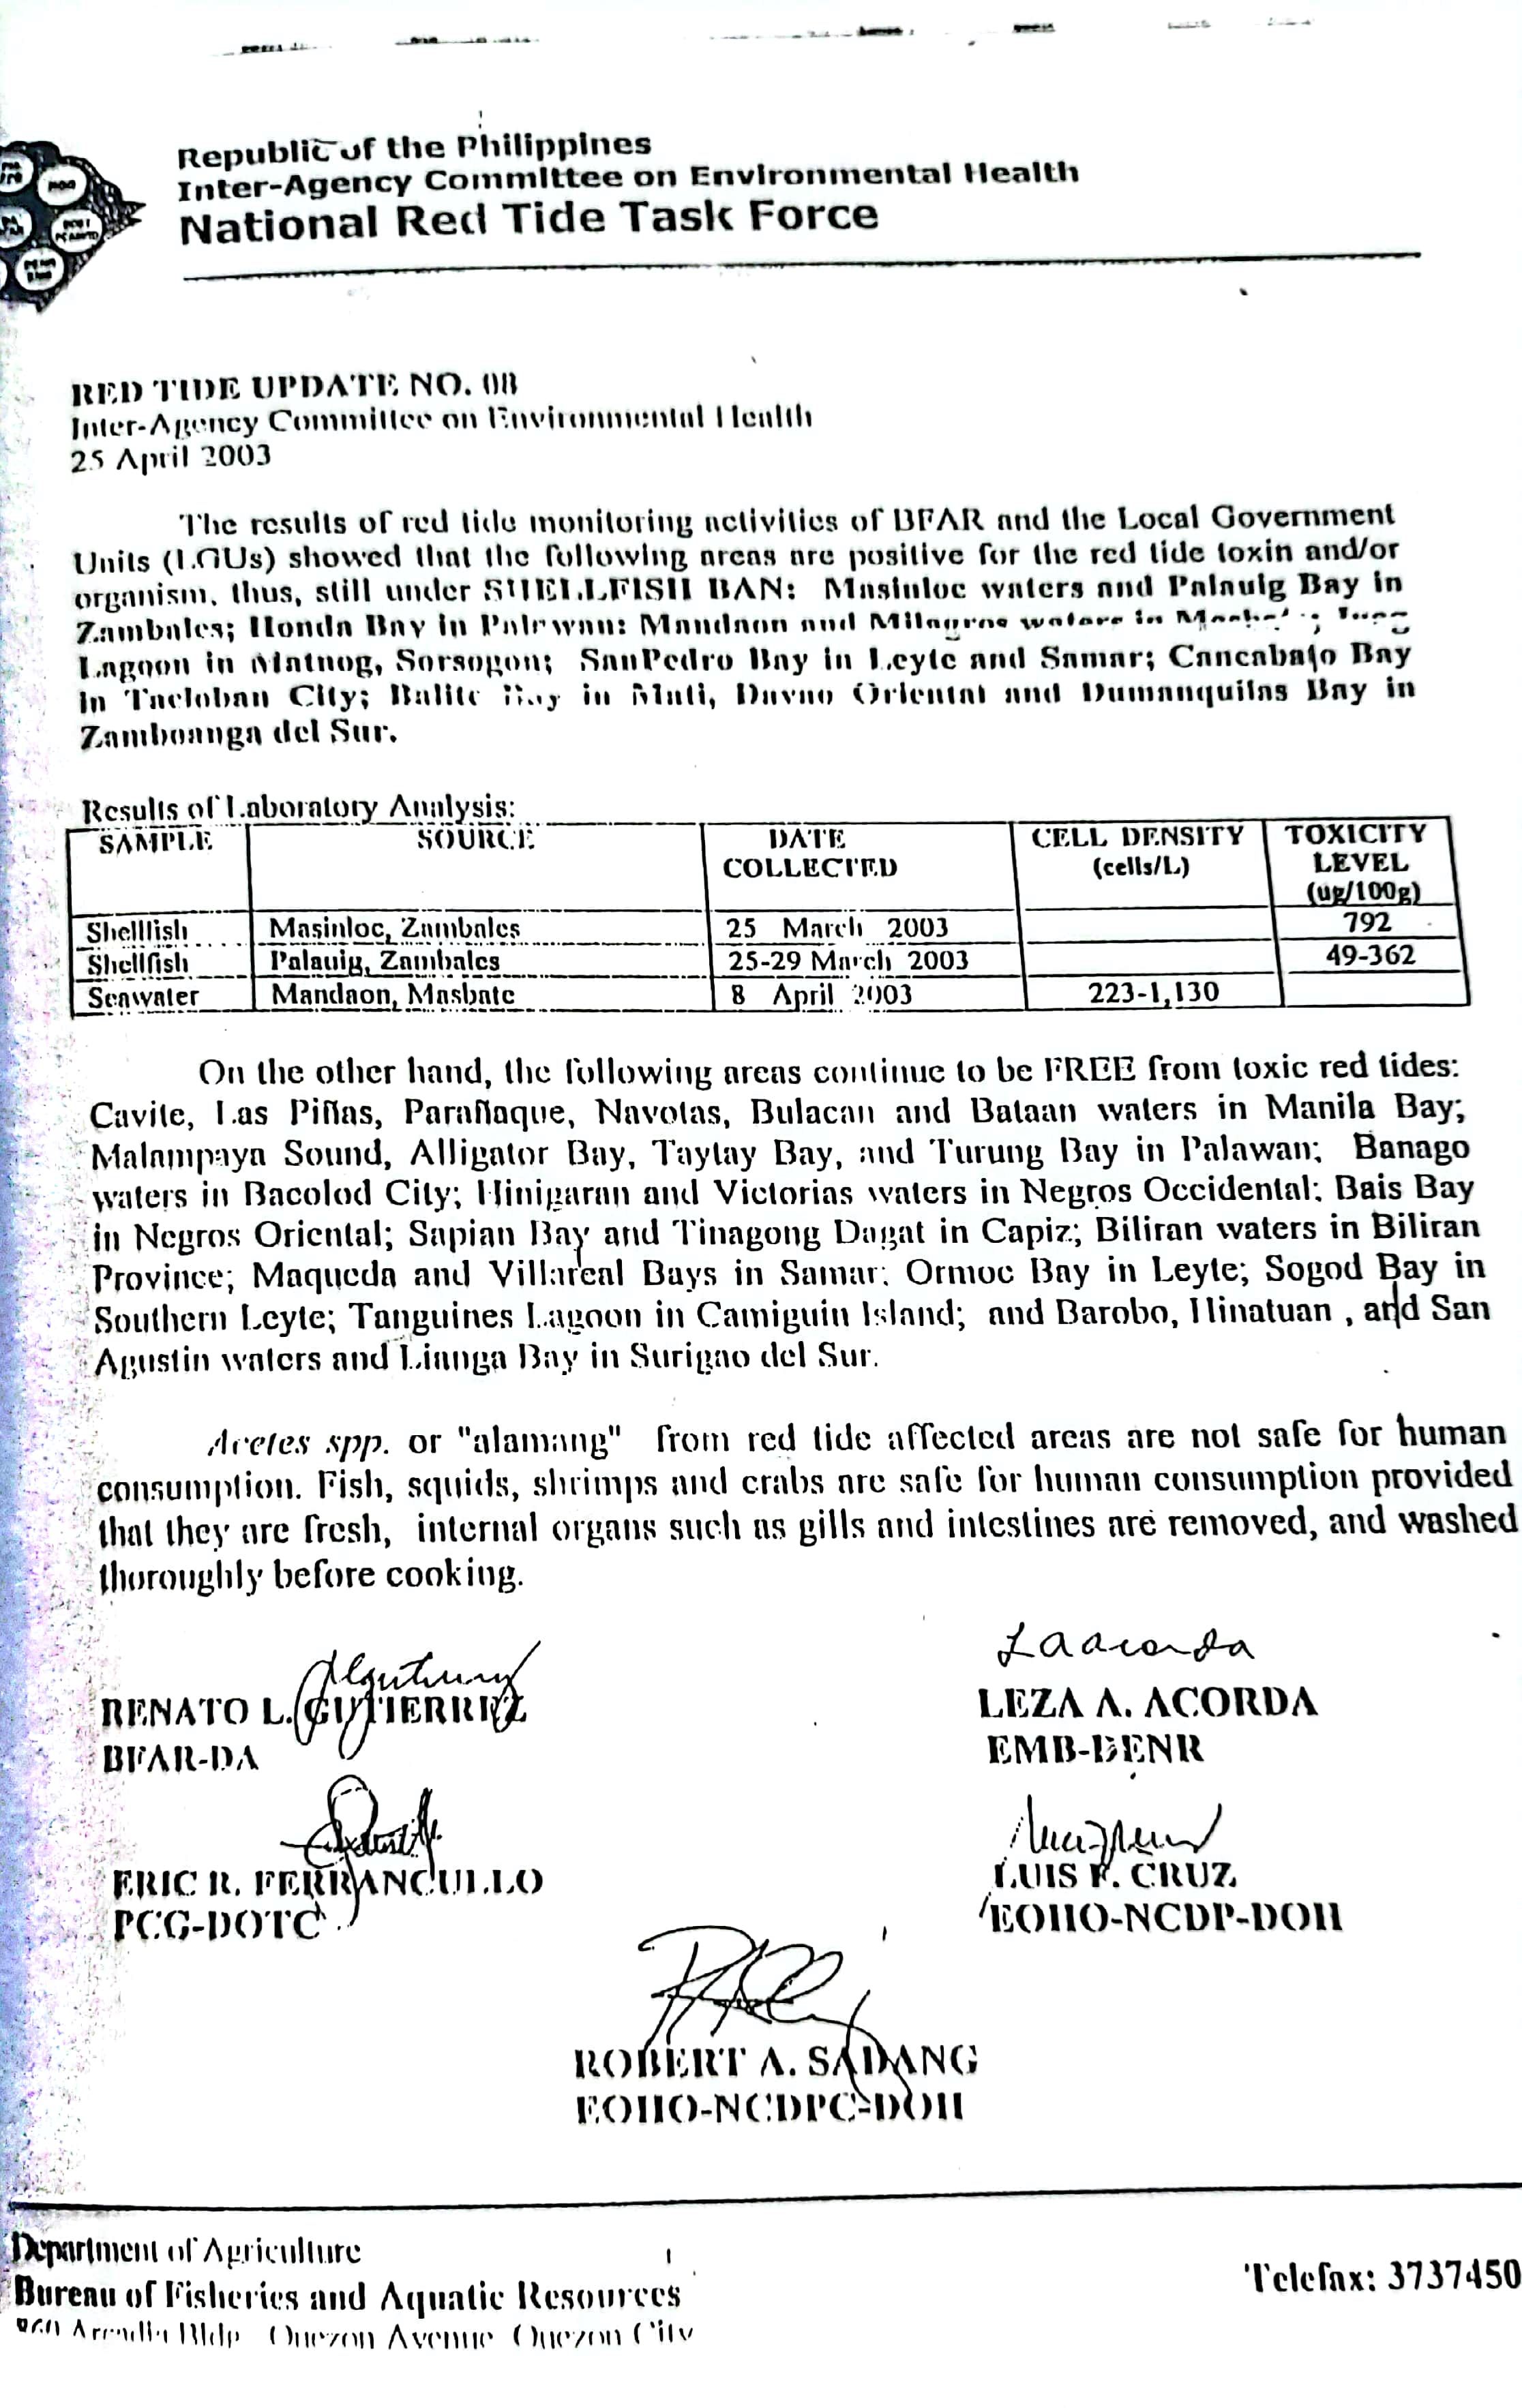 Republic of the Philippines
Inter-Agency Committee on Environmental Health
National Red Tide Task Force
RED TIDE UPDATE NO. 08
Inter-Agency Committee on Environmental Health
25 April 2003
The results of red tide monitoring activities of BFAR and the Local Government
Units (LGUs) showed that the following areas are positive for the red tide toxin and/or
organism, thus, still under SHELLFISH BAN: Masinloc waters and Palauig Bay in
Zambales; Honda Bay in Palawan: Mandaon and Milagros waters in
Lagoon in Matnog, Sorsogon; SanPedro Bay in Leyte and Samar; Cancabato Bay
in Tacloban City; Balite Bay in Mati, Davao Oriental and Dumanquilas Bay in
Zamboanga del Sur.
Results of Laboratory Analysis:
SAMPLE SOURCE DATE COLLECTED CELL DENSITY (cells/L) TOXICITY LEVEL (ug/100g)
Shellfish Masinloc, Zambales 25 March 2003 792
Shellfish Palauig, Zambales 25-29 March 2003 49-362
Seawater Mandaon, Masbate 8 April 2003 223-1,130
On the other hand, the following areas continue to be FREE from toxic red tides:
Cavite, Las Piñas, Parañaque, Navotas, Bulacan and Bataan waters in Manila Bay;
Malampaya Sound, Alligator Bay, Taytay Bay, and Turung Bay in Palawan; Banago
waters in Bacolod City; Hinigaran and Victorias waters in Negros Occidental; Bais Bay
in Negros Oriental; Sapian Bay and Tinagong Dagat in Capiz; Biliran waters in Biliran
Province; Maqueda and Villareal Bays in Samar; Ormoc Bay in Leyte; Sogod Bay in
Southern Leyte; Tanguines Lagoon in Camiguin Island; and Barobo, Hinatuan , and San
Agustin waters and Lianga Bay in Surigao del Sur.
Acetes spp. or "alamang" from red tide affected areas are not safe for human
consumption. Fish, squids, shrimps and crabs are safe for human consumption provided
that they are fresh, internal organs such as gills and intestines are removed, and washed
thoroughly before cooking.
RENATO L. GUTIERREZ
BFAR-DA
LEZA A. ACORDA
EMB-DENR
ERIC R. FERRANCULLO
PCG-DOTC
LUIS F. CRUZ
EOHO-NCDP-DOH
ROBERT A. SADANG
EOHO-NCDPC-DOH
Department of Agriculture
Bureau of Fisheries and Aquatic Resources
860 Arcadia Bldg Quezon Avenue Quezon City
Telefax: 3737450